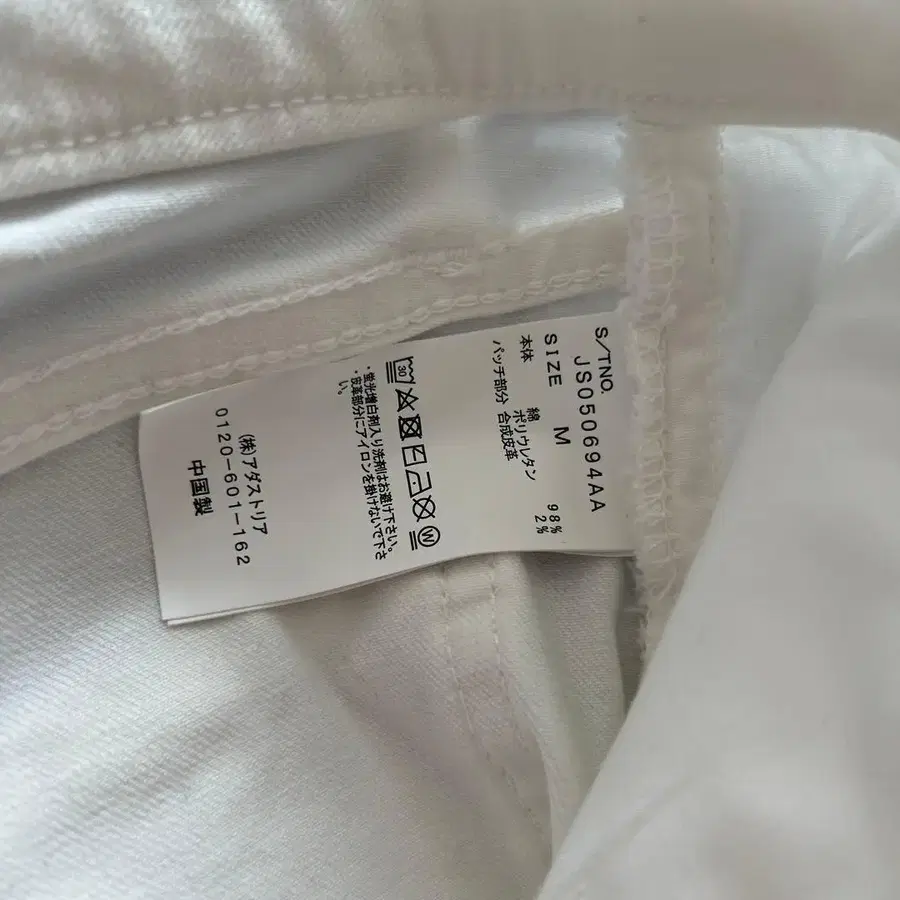 S/TNO.
JS050694AA
SIZE M
本体 綿 98%
ポリウレタン 2%
パッチ部分 合成皮革
30
W
・蛍光増白剤入り洗剤はお避け下さい。
・皮革部分にアイロンを掛けないで下さ
い。
(株)アダストリア
0120-601-162
中国製